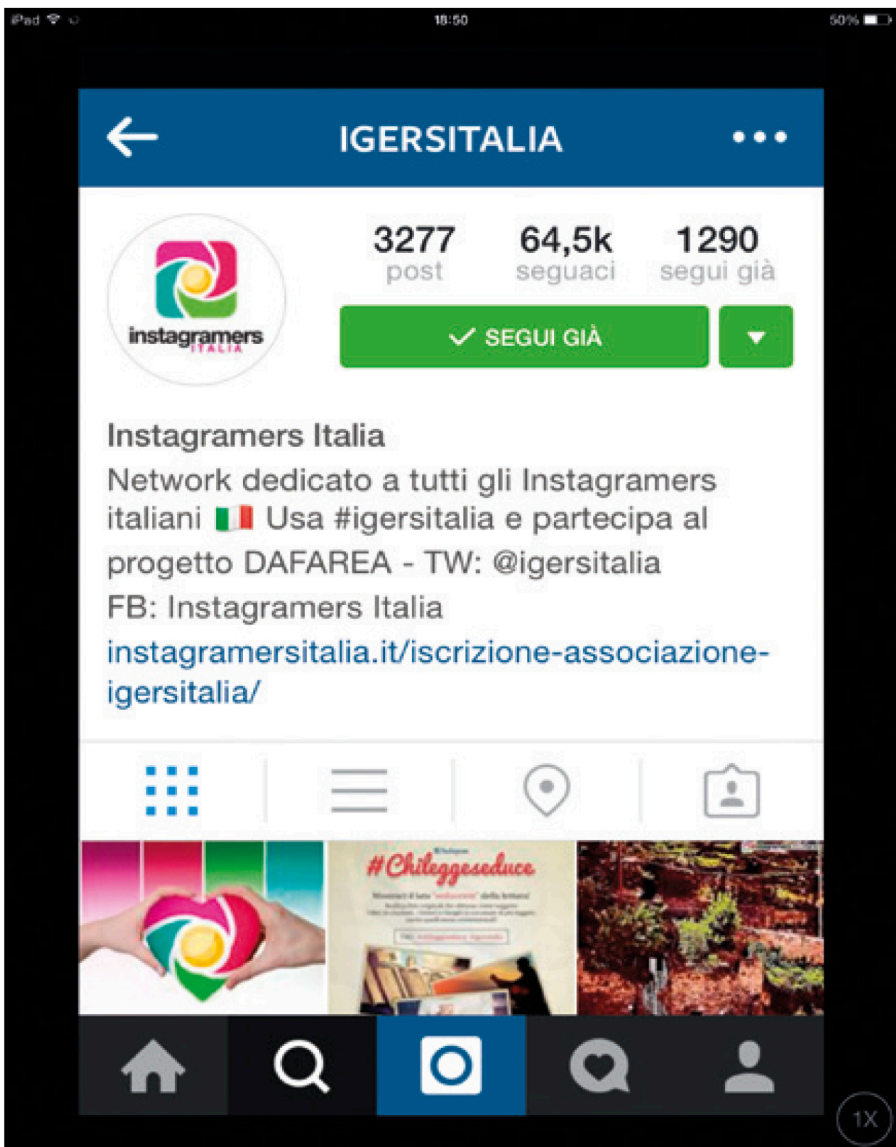 iPad 18:50 50%
IGERSITALIA
3277 64,5k 1290
post seguaci segui già
SEGUI GIÀ
instagramers
ITALIA
Instagramers Italia
Network dedicato a tutti gli Instagramers
italiani 🇮🇹 Usa #igersitalia e partecipa al
progetto DAFAREA - TW: @igersitalia
FB: Instagramers Italia
instagramersitalia.it/iscrizione-associazione-
igersitalia/
#Chileggeseduce
della lettura!
1X